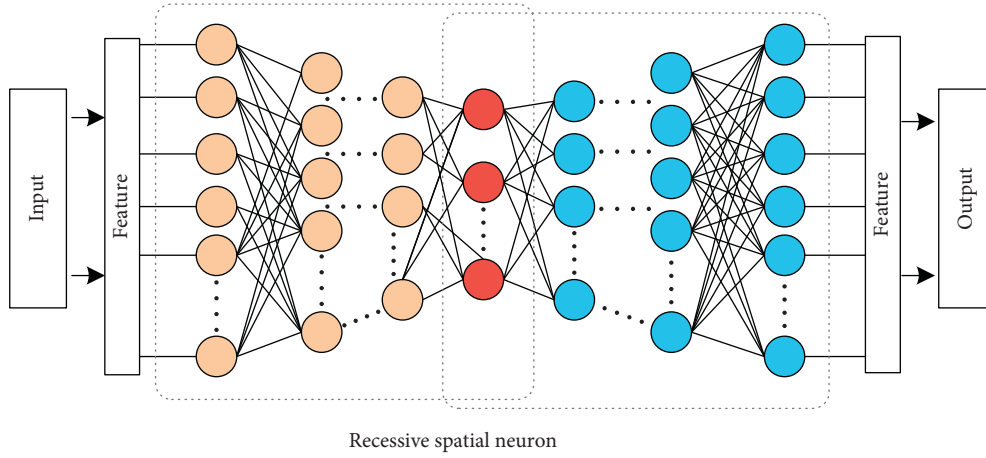 Input
Feature
Feature
Output
Recessive spatial neuron